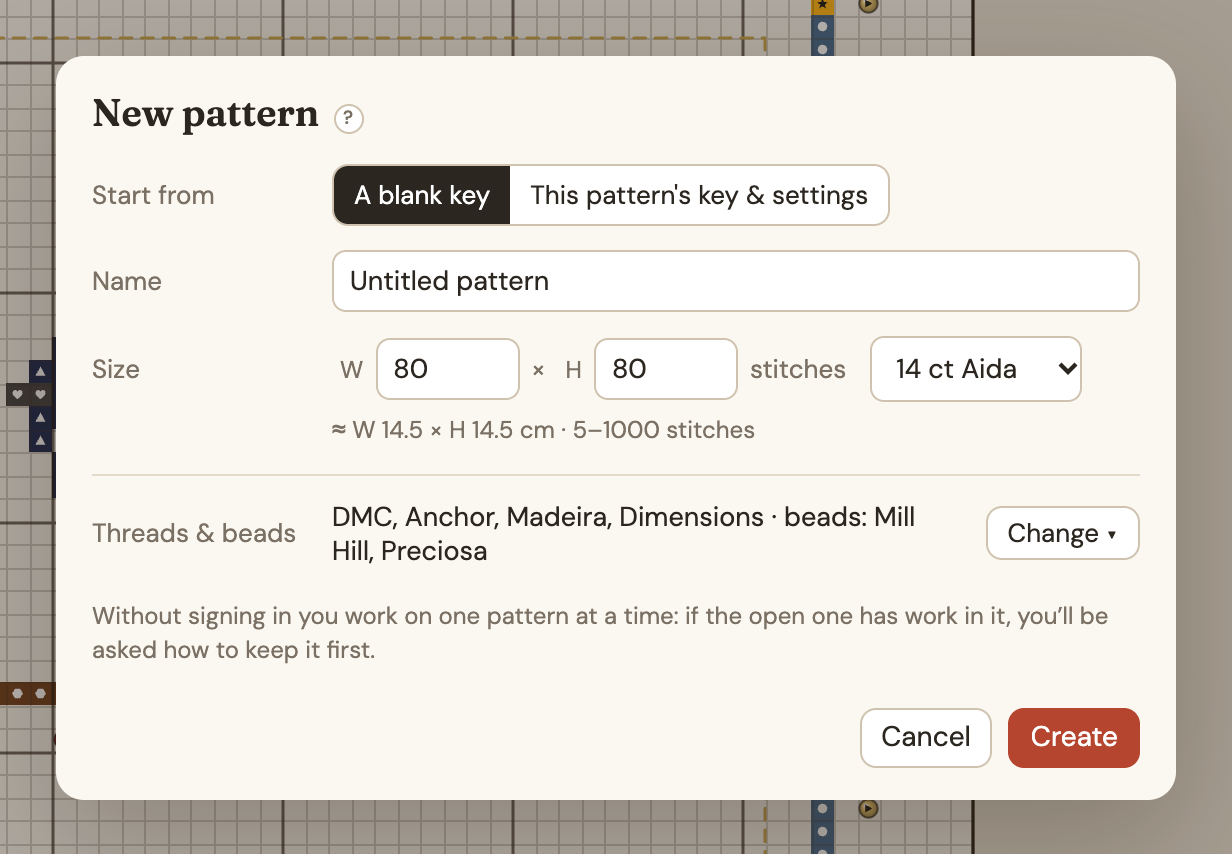 New pattern ?
Start from A blank key This pattern's key & settings
Name Untitled pattern
Size W 80 × H 80 stitches 14 ct Aida
≈ W 14.5 × H 14.5 cm · 5–1000 stitches
Threads & beads DMC, Anchor, Madeira, Dimensions · beads: Mill
Hill, Preciosa
Change ▾
Without signing in you work on one pattern at a time: if the open one has work in it, you’ll be
asked how to keep it first.
Cancel Create